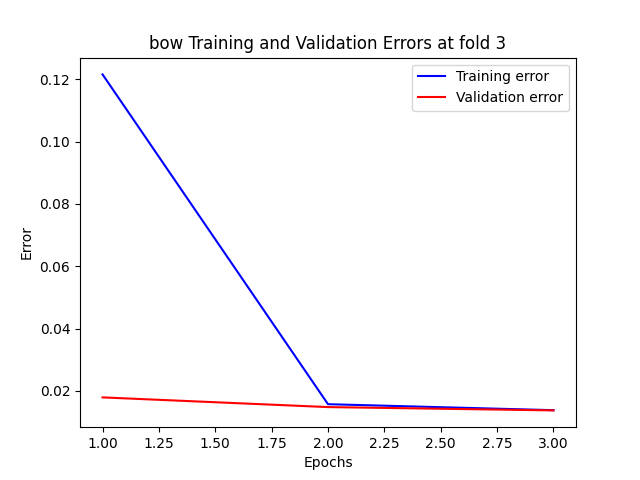 bow Training and Validation Errors at fold 3
Training error
Validation error
0.12
0.10
0.08
0.06
0.04
0.02
Error
1.00 1.25 1.50 1.75 2.00 2.25 2.50 2.75 3.00
Epochs